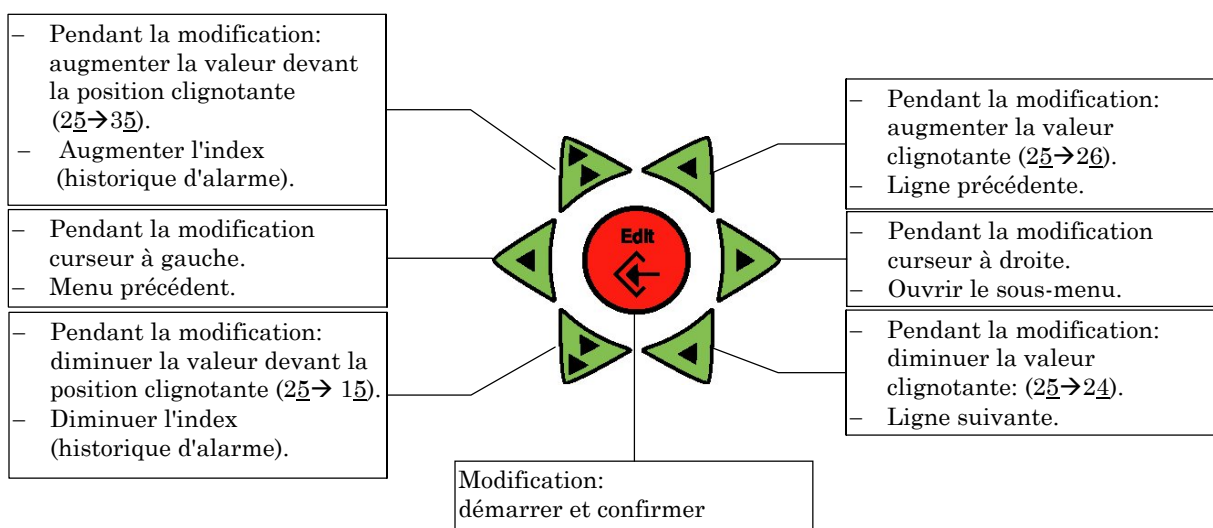 – Pendant la modification:
augmenter la valeur devant
la position clignotante
(25→35).
– Augmenter l'index
(historique d'alarme).
– Pendant la modification
curseur à gauche.
– Menu précédent.
– Pendant la modification:
diminuer la valeur devant la
position clignotante (25→ 15).
– Diminuer l'index
(historique d'alarme).
Edit
– Pendant la modification:
augmenter la valeur
clignotante (25→26).
– Ligne précédente.
– Pendant la modification
curseur à droite.
– Ouvrir le sous-menu.
– Pendant la modification:
diminuer la valeur
clignotante: (25→24).
– Ligne suivante.
Modification:
démarrer et confirmer